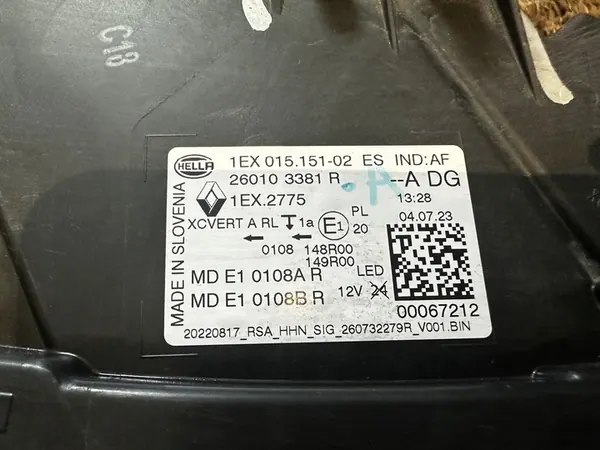 C18
HELLA
1EX 015.151-02 ES IND:AF
26010 3381 R --A DG
1EX.2775 13:28
XCVERT A RL 1a E1 PL 04.07.23
20
0108 148R00
149R00
MD E1 0108A R LED
MD E1 0108B R 12V 24
00067212
20220817_RSA_HHN_SIG_260732279R_V001.BIN
MADE IN SLOVENIA